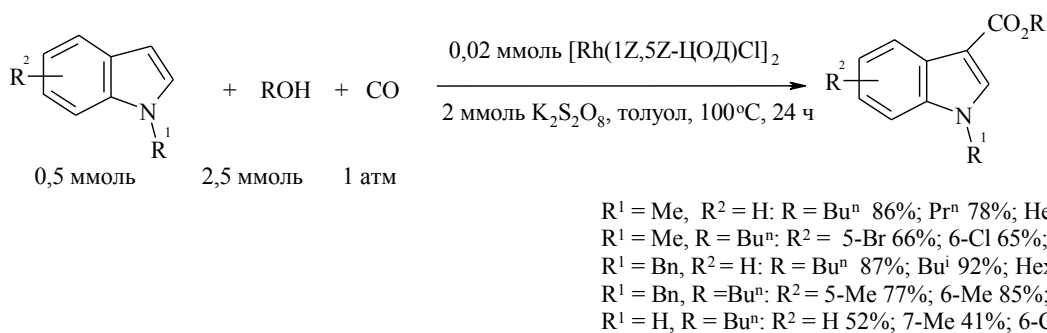 CO₂R
0,02 ммоль [Rh(1Z,5Z-ЦОД)Cl]₂
R² + ROH + CO R²
2 ммоль K₂S₂O₈, толуол, 100°C, 24 ч
N N
R¹ R¹
0,5 ммоль 2,5 ммоль 1 атм
R¹ = Me, R² = H: R = Buⁿ 86%; Prⁿ 78%;
R¹ = Me, R = Buⁿ: R² = 5-Br 66%; 6-Cl 65%;
R¹ = Bn, R² = H: R = Buⁿ 87%; Buⁱ 92%;
R¹ = Bn, R =Buⁿ: R² = 5-Me 77%; 6-Me 85%;
R¹ = H, R = Buⁿ: R² = H 52%; 7-Me 41%;